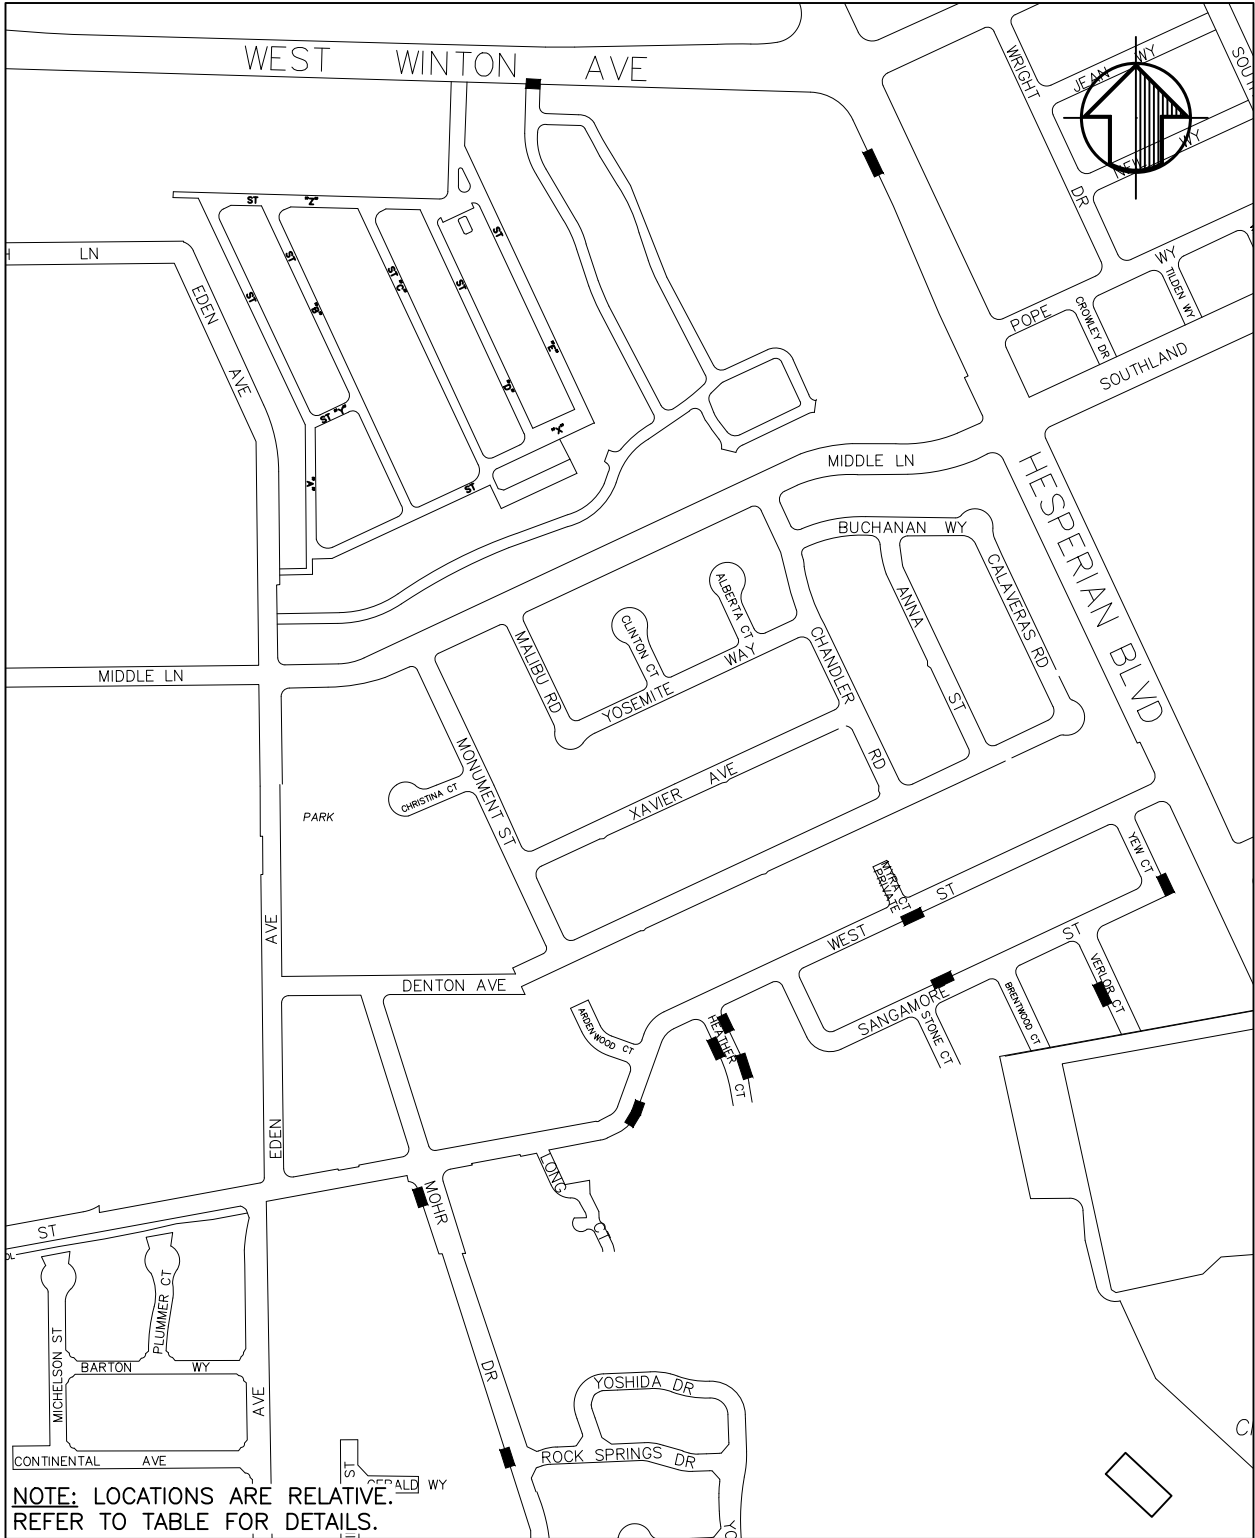 WEST WINTON AVE
WRIGHT
DR
JEAN WY
NEW WY
SOUT
ST "Z"
ST "B"
ST
ST "C"
ST "D"
ST "E"
ST "Y"
"A"
ST "X"
LN
EDEN
AVE
POPE
WY
TILDEN WY
CROWLEY DR
SOUTHLAND
MIDDLE LN
HESPERIAN BLVD
BUCHANAN WY
CALAVERAS RD
ANNA
ST
ALBERTA CT
CLINTON CT
CHANDLER
RD
MALIBU RD
YOSEMITE WAY
MIDDLE LN
MONUMENT ST
CHRISTINA CT
XAVIER AVE
PARK
YEW CT
MYRA CT
PRIVATE
WEST ST
AVE
DENTON AVE
SANGAMORE ST
VERLOR CT
BRENTWOOD CT
STONE CT
ARDENWOOD CT
HEATHER
CT
EDEN
LONG
CT
MOHR
DR
ST
PLUMMER CT
MICHELSON ST
BARTON WY
AVE
CONTINENTAL AVE
YOSHIDA DR
ROCK SPRINGS DR
YO
ST
GERALD WY
NOTE: LOCATIONS ARE RELATIVE.
REFER TO TABLE FOR DETAILS.